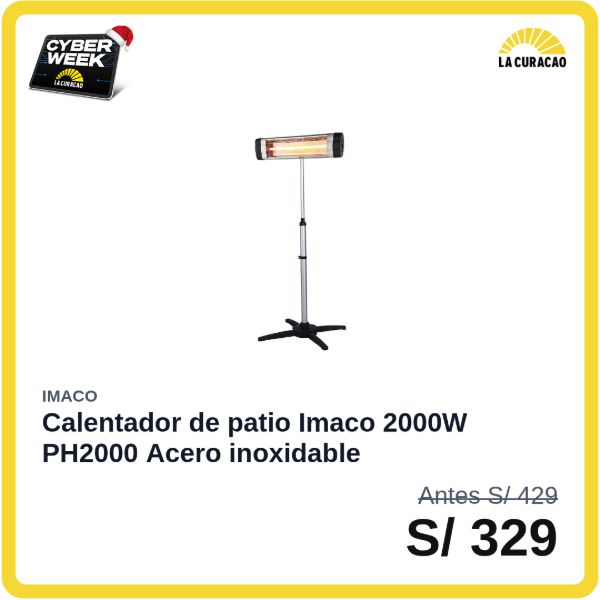 CYBER
WEEK
LA CURACAO
LA CURACAO
IMACO
Calentador de patio Imaco 2000W
PH2000 Acero inoxidable
Antes S/ 429
S/ 329